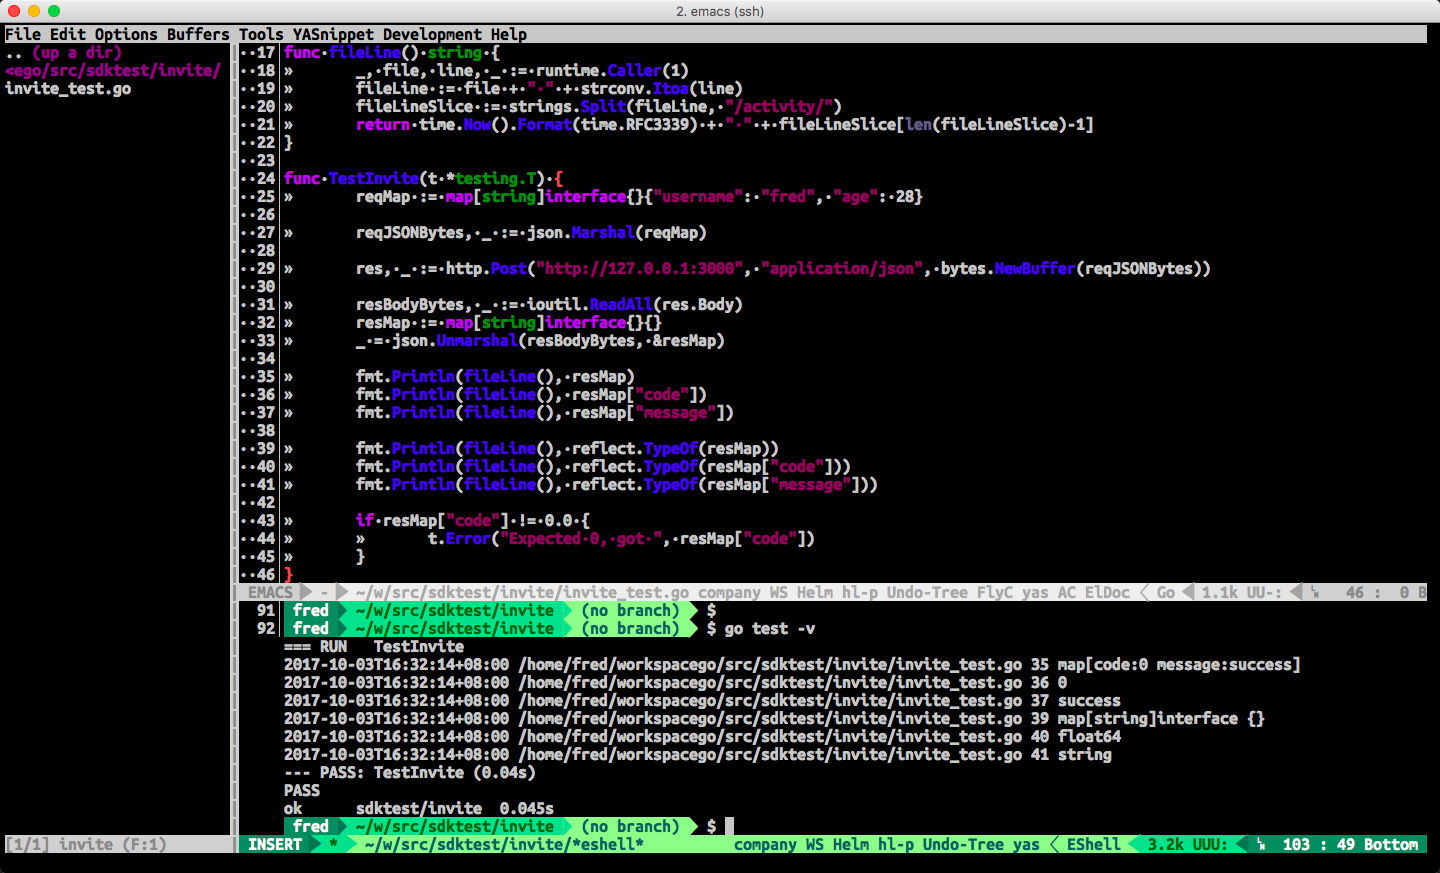 2. emacs (ssh)
File Edit Options Buffers Tools YASnippet Development Help
.. (up a dir)
<ego/src/sdktest/invite/
invite_test.go
··17 func·fileLine()·string·{
··18 »       _,·file,·line,·_·:=·runtime.Caller(1)
··19 »       fileLine·:=·file·+·"·"·+·strconv.Itoa(line)
··20 »       fileLineSlice·:=·strings.Split(fileLine,·"/activity/")
··21 »       return·time.Now().Format(time.RFC3339)·+·"·"·+·fileLineSlice[len(fileLineSlice)-1]
··22 }
··23
··24 func·TestInvite(t·*testing.T)·{
··25 »       reqMap·:=·map[string]interface{}{"username":·"fred",·"age":·28}
··26
··27 »       reqJSONBytes,·_·:=·json.Marshal(reqMap)
··28
··29 »       res,·_·:=·http.Post("http://127.0.0.1:3000",·"application/json",·bytes.NewBuffer(reqJSONBytes))
··30
··31 »       resBodyBytes,·_·:=·ioutil.ReadAll(res.Body)
··32 »       resMap·:=·map[string]interface{}{}
··33 »       _·=·json.Unmarshal(resBodyBytes,·&resMap)
··34
··35 »       fmt.Println(fileLine(),·resMap)
··36 »       fmt.Println(fileLine(),·resMap["code"])
··37 »       fmt.Println(fileLine(),·resMap["message"])
··38
··39 »       fmt.Println(fileLine(),·reflect.TypeOf(resMap))
··40 »       fmt.Println(fileLine(),·reflect.TypeOf(resMap["code"]))
··41 »       fmt.Println(fileLine(),·reflect.TypeOf(resMap["message"]))
··42
··43 »       if·resMap["code"]·!=·0.0·{
··44 »       »       t.Error("Expected·0,·got·",·resMap["code"])
··45 »       }
··46 }
EMACS - ~/w/src/sdktest/invite/invite_test.go company WS Helm hl-p Undo-Tree FlyC yas AC ElDoc Go 1.1k UU-: 46 : 0 B
91 fred ~/w/src/sdktest/invite (no branch) $
92 fred ~/w/src/sdktest/invite (no branch) $ go test -v
=== RUN   TestInvite
2017-10-03T16:32:14+08:00 /home/fred/workspacego/src/sdktest/invite/invite_test.go 35 map[code:0 message:success]
2017-10-03T16:32:14+08:00 /home/fred/workspacego/src/sdktest/invite/invite_test.go 36 0
2017-10-03T16:32:14+08:00 /home/fred/workspacego/src/sdktest/invite/invite_test.go 37 success
2017-10-03T16:32:14+08:00 /home/fred/workspacego/src/sdktest/invite/invite_test.go 39 map[string]interface {}
2017-10-03T16:32:14+08:00 /home/fred/workspacego/src/sdktest/invite/invite_test.go 40 float64
2017-10-03T16:32:14+08:00 /home/fred/workspacego/src/sdktest/invite/invite_test.go 41 string
--- PASS: TestInvite (0.04s)
PASS
ok      sdktest/invite  0.045s
fred ~/w/src/sdktest/invite (no branch) $
[1/1] invite (F:1)
INSERT * ~/w/src/sdktest/invite/*eshell* company WS Helm hl-p Undo-Tree yas EShell 3.2k UUU: 103 : 49 Bottom